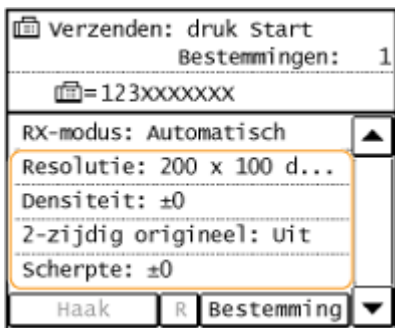 Verzenden: druk Start
Bestemmingen: 1
=123xxxxxxx
RX-modus: Automatisch
Resolutie: 200 x 100 d...
Densiteit: ±0
2-zijdig origineel: Uit
Scherpte: ±0
Haak R Bestemming